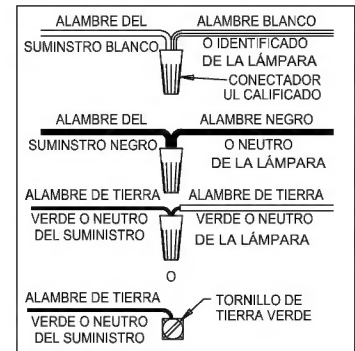 ALAMBRE DEL
SUMINSTRO BLANCO
ALAMBRE BLANCO
O IDENTIFICADO
DE LA LÁMPARA
CONECTADOR
UL CALIFICADO
ALAMBRE DEL
SUMINSTRO NEGRO
ALAMBRE NEGRO
O NEUTRO
DE LA LÁMPARA
ALAMBRE DE TIERRA
VERDE O NEUTRO
DEL SUMINISTRO
ALAMBRE DE TIERRA
VERDE O NEUTRO
DE LA LÁMPARA
O
ALAMBRE DE TIERRA
VERDE O NEUTRO
DEL SUMINISTRO
TORNILLO DE
TIERRA VERDE